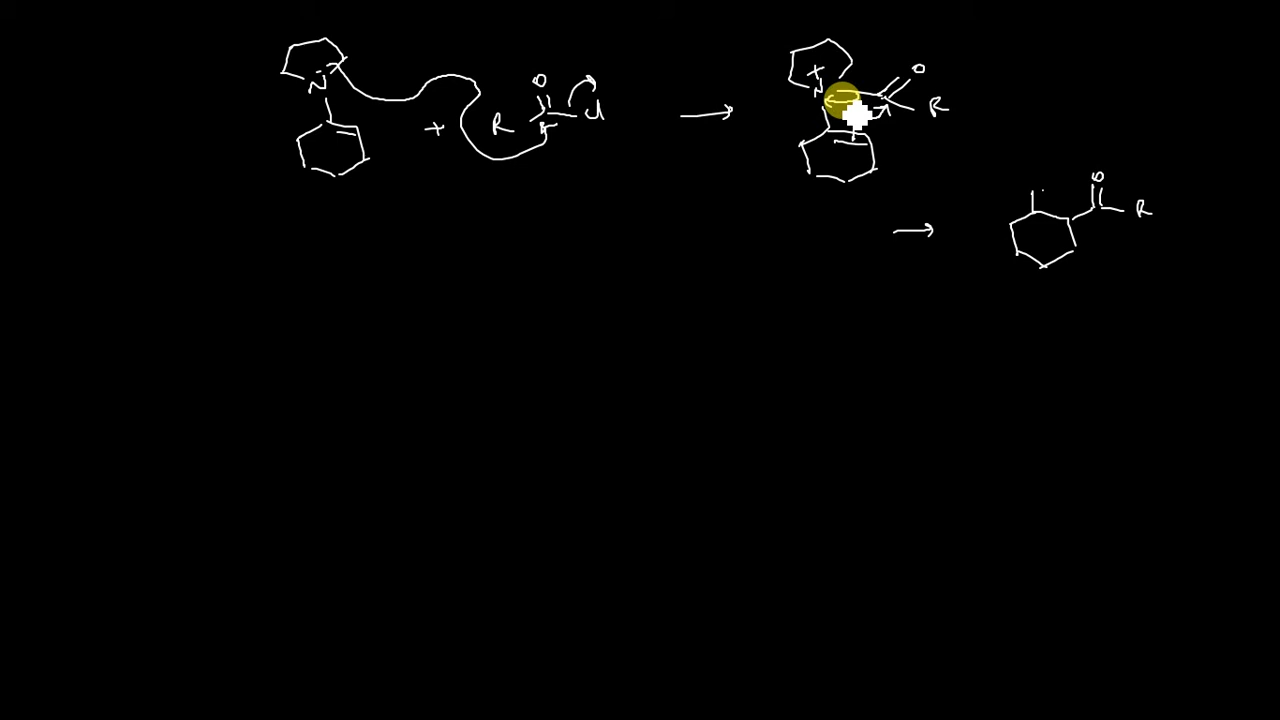 N + R O Cl → + N O R
→ O R